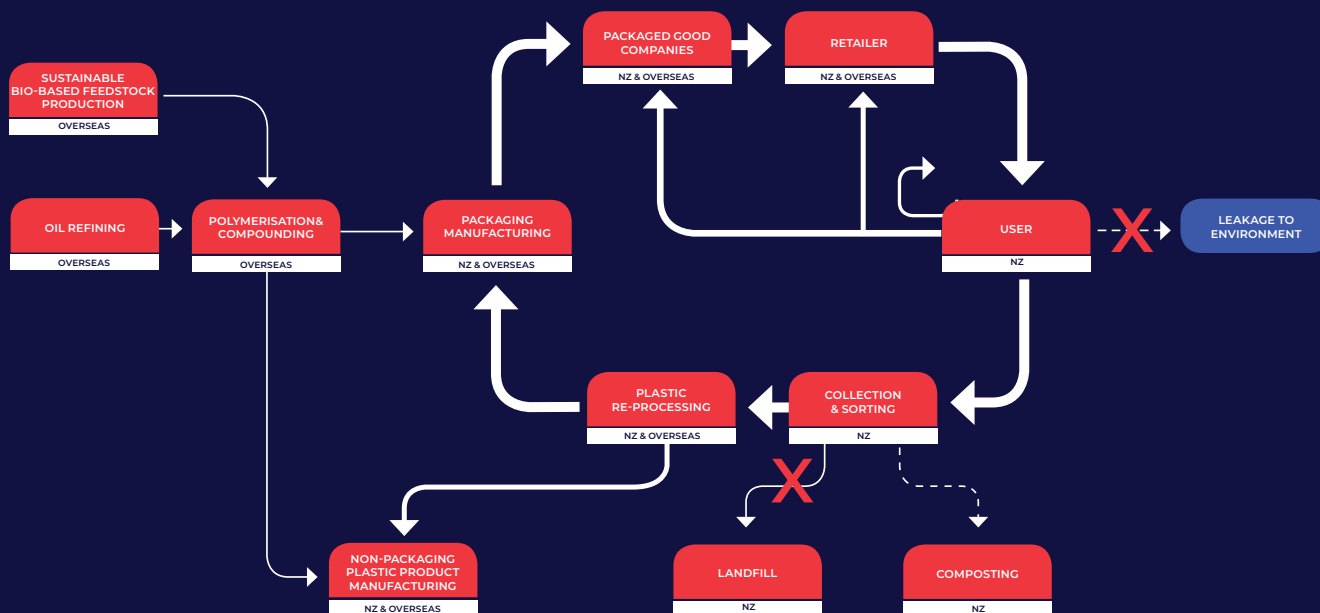 PACKAGED GOOD
COMPANIES
NZ & OVERSEAS
RETAILER
NZ & OVERSEAS
SUSTAINABLE
BIO-BASED FEEDSTOCK
PRODUCTION
OVERSEAS
OIL REFINING
OVERSEAS
POLYMERISATION&
COMPOUNDING
OVERSEAS
PACKAGING
MANUFACTURING
NZ & OVERSEAS
USER
NZ
X
LEAKAGE TO
ENVIRONMENT
PLASTIC
RE-PROCESSING
NZ & OVERSEAS
COLLECTION
& SORTING
NZ
X
NON-PACKAGING
PLASTIC PRODUCT
MANUFACTURING
NZ & OVERSEAS
LANDFILL
NZ
COMPOSTING
NZ